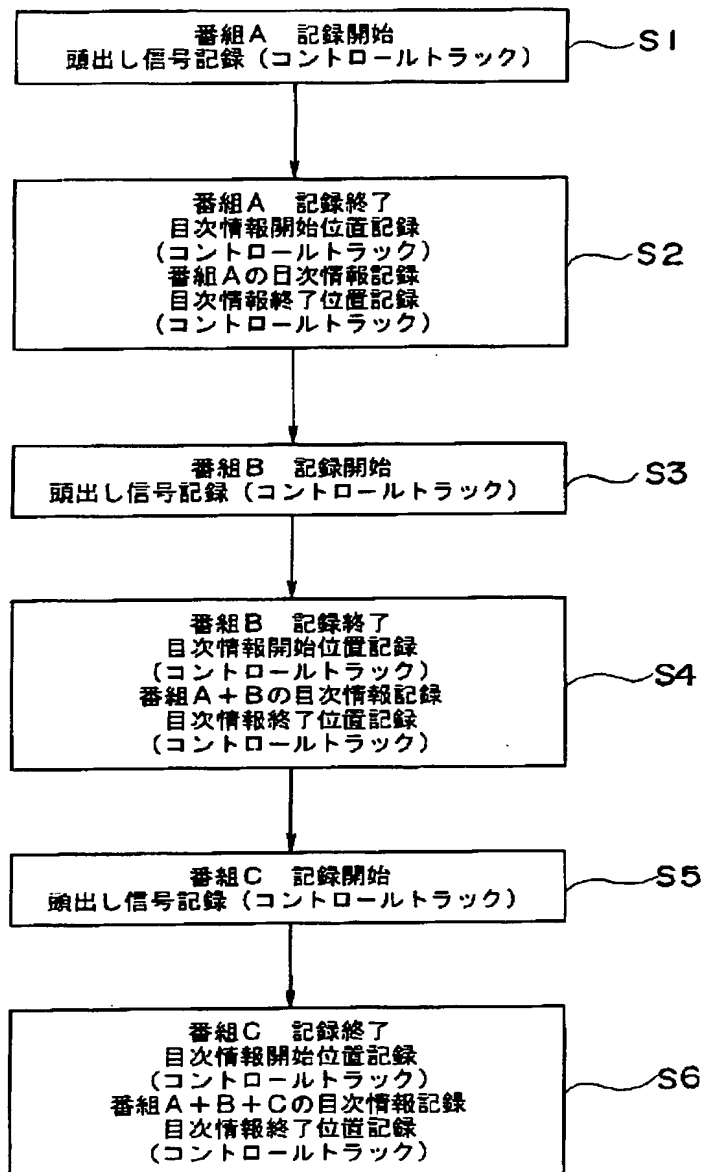 番組A 記録開始
頭出し信号記録(コントロールトラック)
S1
番組A 記録終了
目次情報開始位置記録
(コントロールトラック)
番組Aの目次情報記録
目次情報終了位置記録
(コントロールトラック)
S2
番組B 記録開始
頭出し信号記録(コントロールトラック)
S3
番組B 記録終了
目次情報開始位置記録
(コントロールトラック)
番組A+Bの目次情報記録
目次情報終了位置記録
(コントロールトラック)
S4
番組C 記録開始
頭出し信号記録(コントロールトラック)
S5
番組C 記録終了
目次情報開始位置記録
(コントロールトラック)
番組A+B+Cの目次情報記録
目次情報終了位置記録
(コントロールトラック)
S6